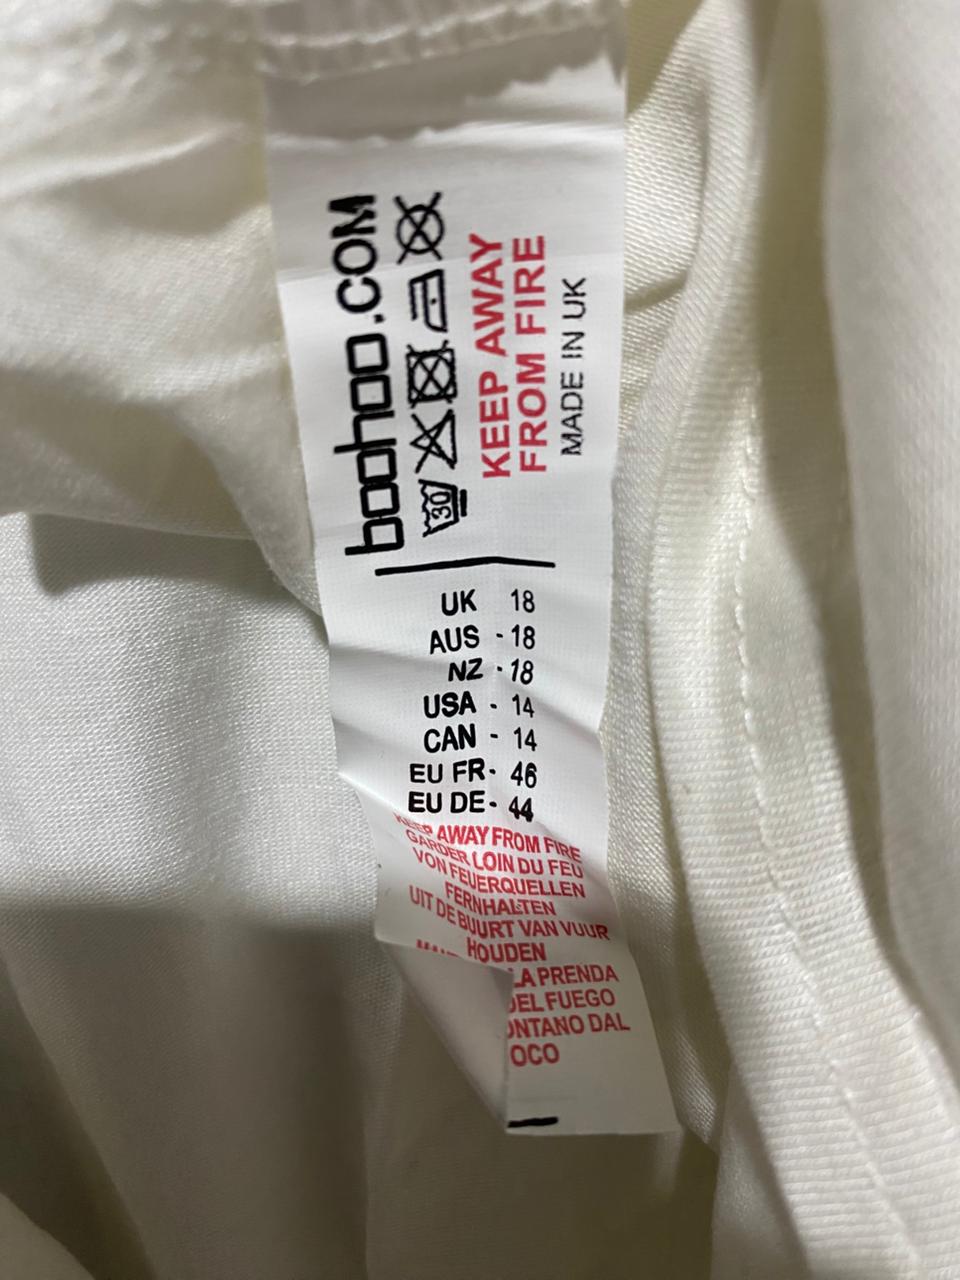 boohoo.COM
30
KEEP AWAY
FROM FIRE
MADE IN UK
UK 18
AUS - 18
NZ - 18
USA - 14
CAN - 14
EU FR - 46
EU DE - 44
KEEP AWAY FROM FIRE
GARDER LOIN DU FEU
VON FEUERQUELLEN
FERNHALTEN
UIT DE BUURT VAN VUUR
HOUDEN
LA PRENDA
DEL FUEGO
ONTANO DAL
OCO